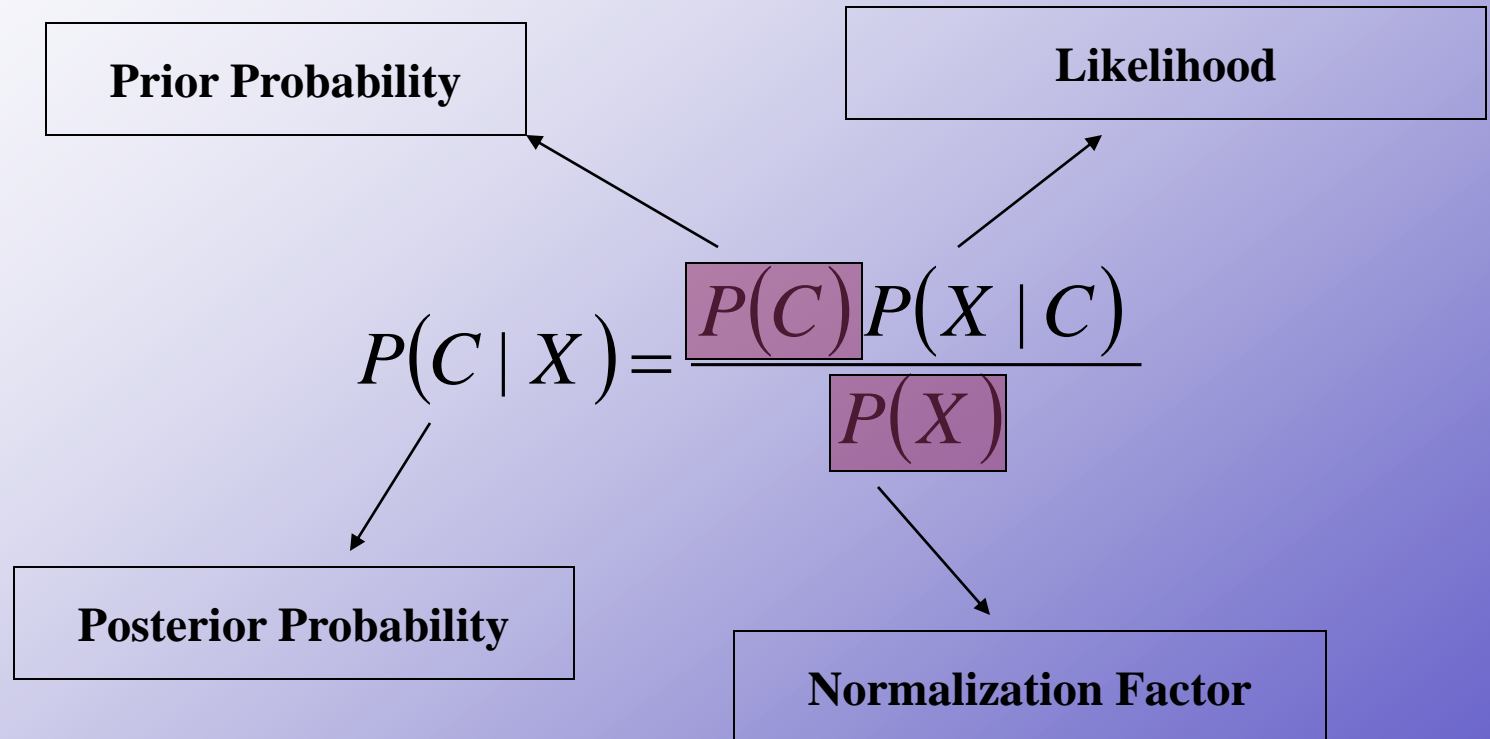 Prior Probability
Likelihood
P(C | X) = P(C)P(X | C)
P(X)
Posterior Probability
Normalization Factor